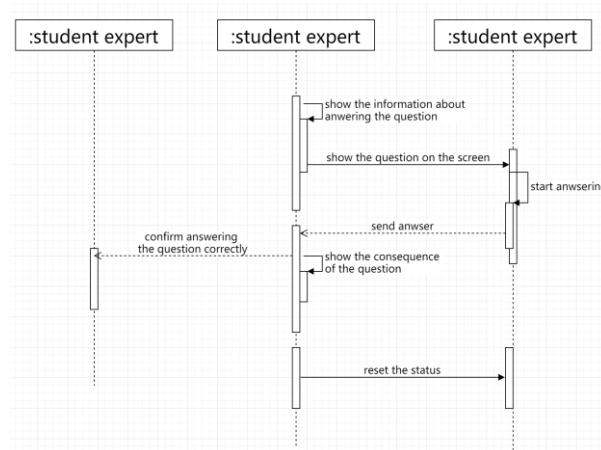 :student expert
:student expert
:student expert
show the information about
anwering the question
show the question on the screen
start anwserin
send anwser
confirm answering
the question correctly
show the consequence
of the question
reset the status